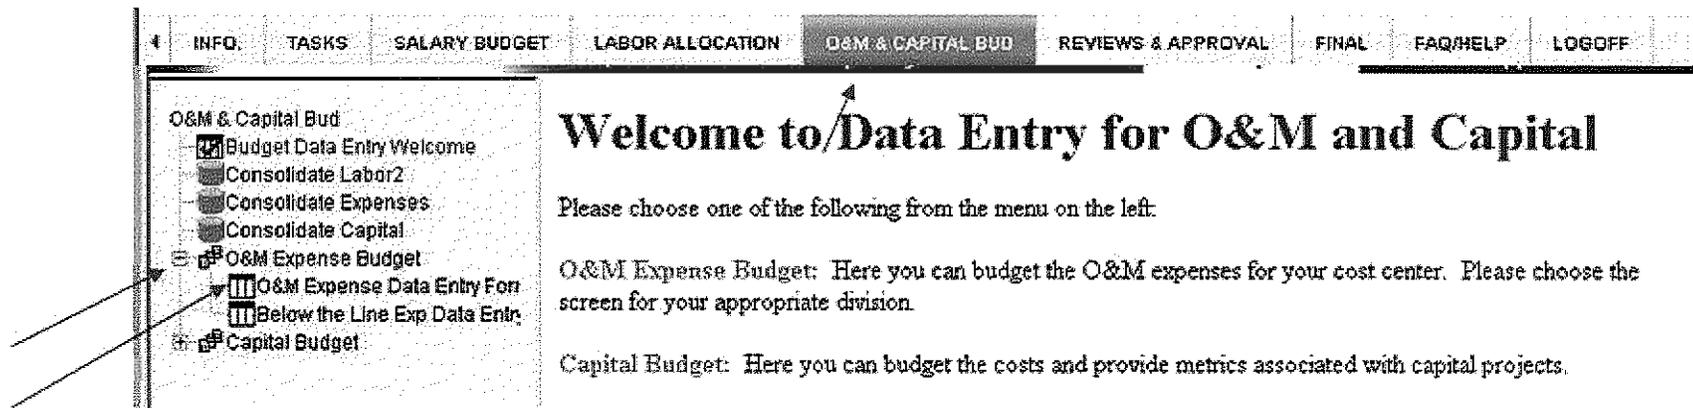 INFO. TASKS SALARY BUDGET LABOR ALLOCATION O&M & CAPITAL BUD REVIEWS & APPROVAL FINAL FAQ/HELP LOGOFF
O&M & Capital Bud
Budget Data Entry Welcome
Consolidate Labor2
Consolidate Expenses
Consolidate Capital
O&M Expense Budget
O&M Expense Data Entry Forr
Below the Line Exp Data Entr
Capital Budget
Welcome to Data Entry for O&M and Capital
Please choose one of the following from the menu on the left:
O&M Expense Budget: Here you can budget the O&M expenses for your cost center. Please choose the
screen for your appropriate division.
Capital Budget: Here you can budget the costs and provide metrics associated with capital projects.